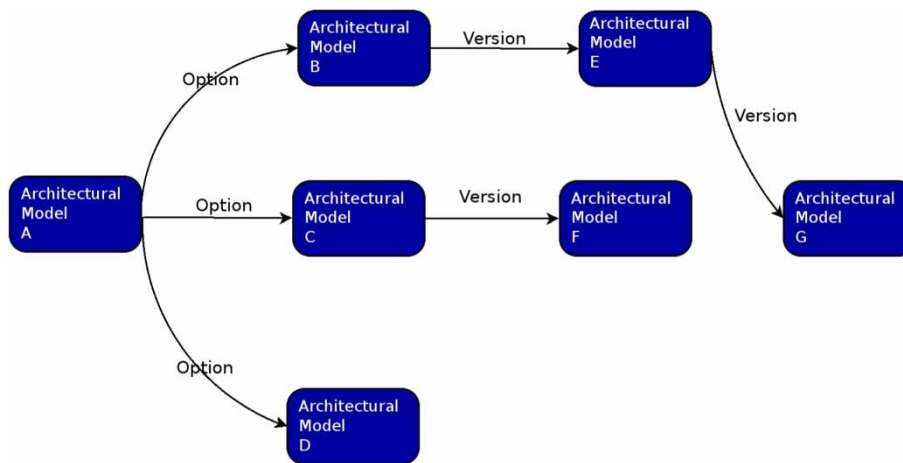 Architectural
Model
B
Version
Architectural
Model
E
Option
Version
Architectural
Model
A
Option
Architectural
Model
C
Version
Architectural
Model
F
Architectural
Model
G
Option
Architectural
Model
D